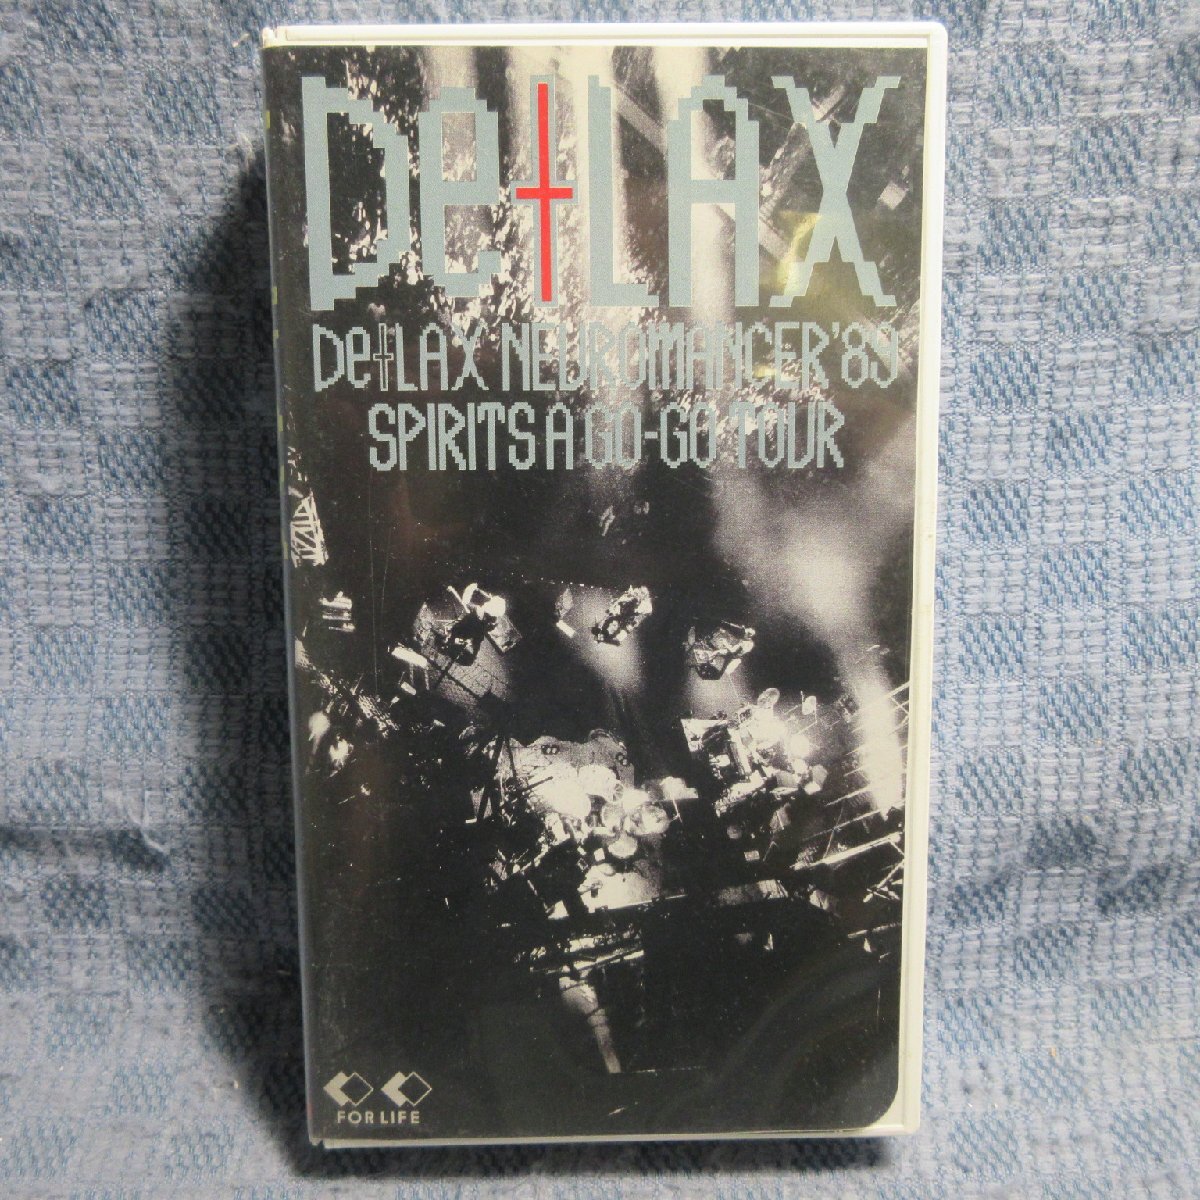 De†LAX
De†LAX NEUROMANCER'89
SPIRITS A GO-GO TOUR
FOR LIFE